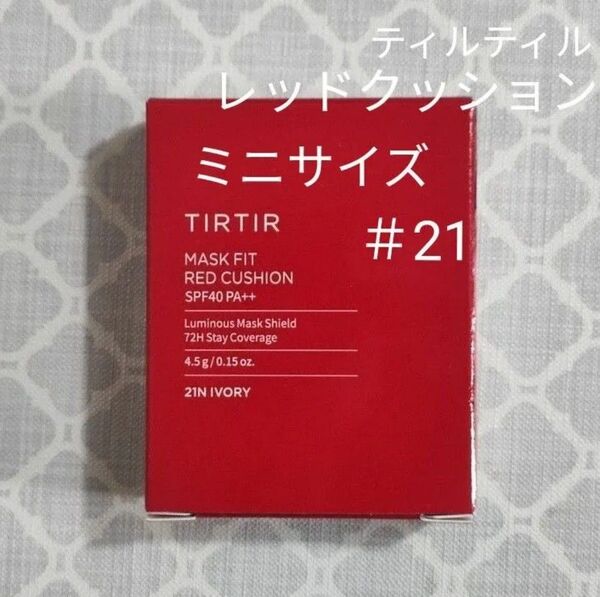 ティルティル
レッドクッション
ミニサイズ
＃21
TIRTIR
MASK FIT
RED CUSHION
SPF40 PA++
Luminous Mask Shield
72H Stay Coverage
4.5 g / 0.15 oz.
21N IVORY